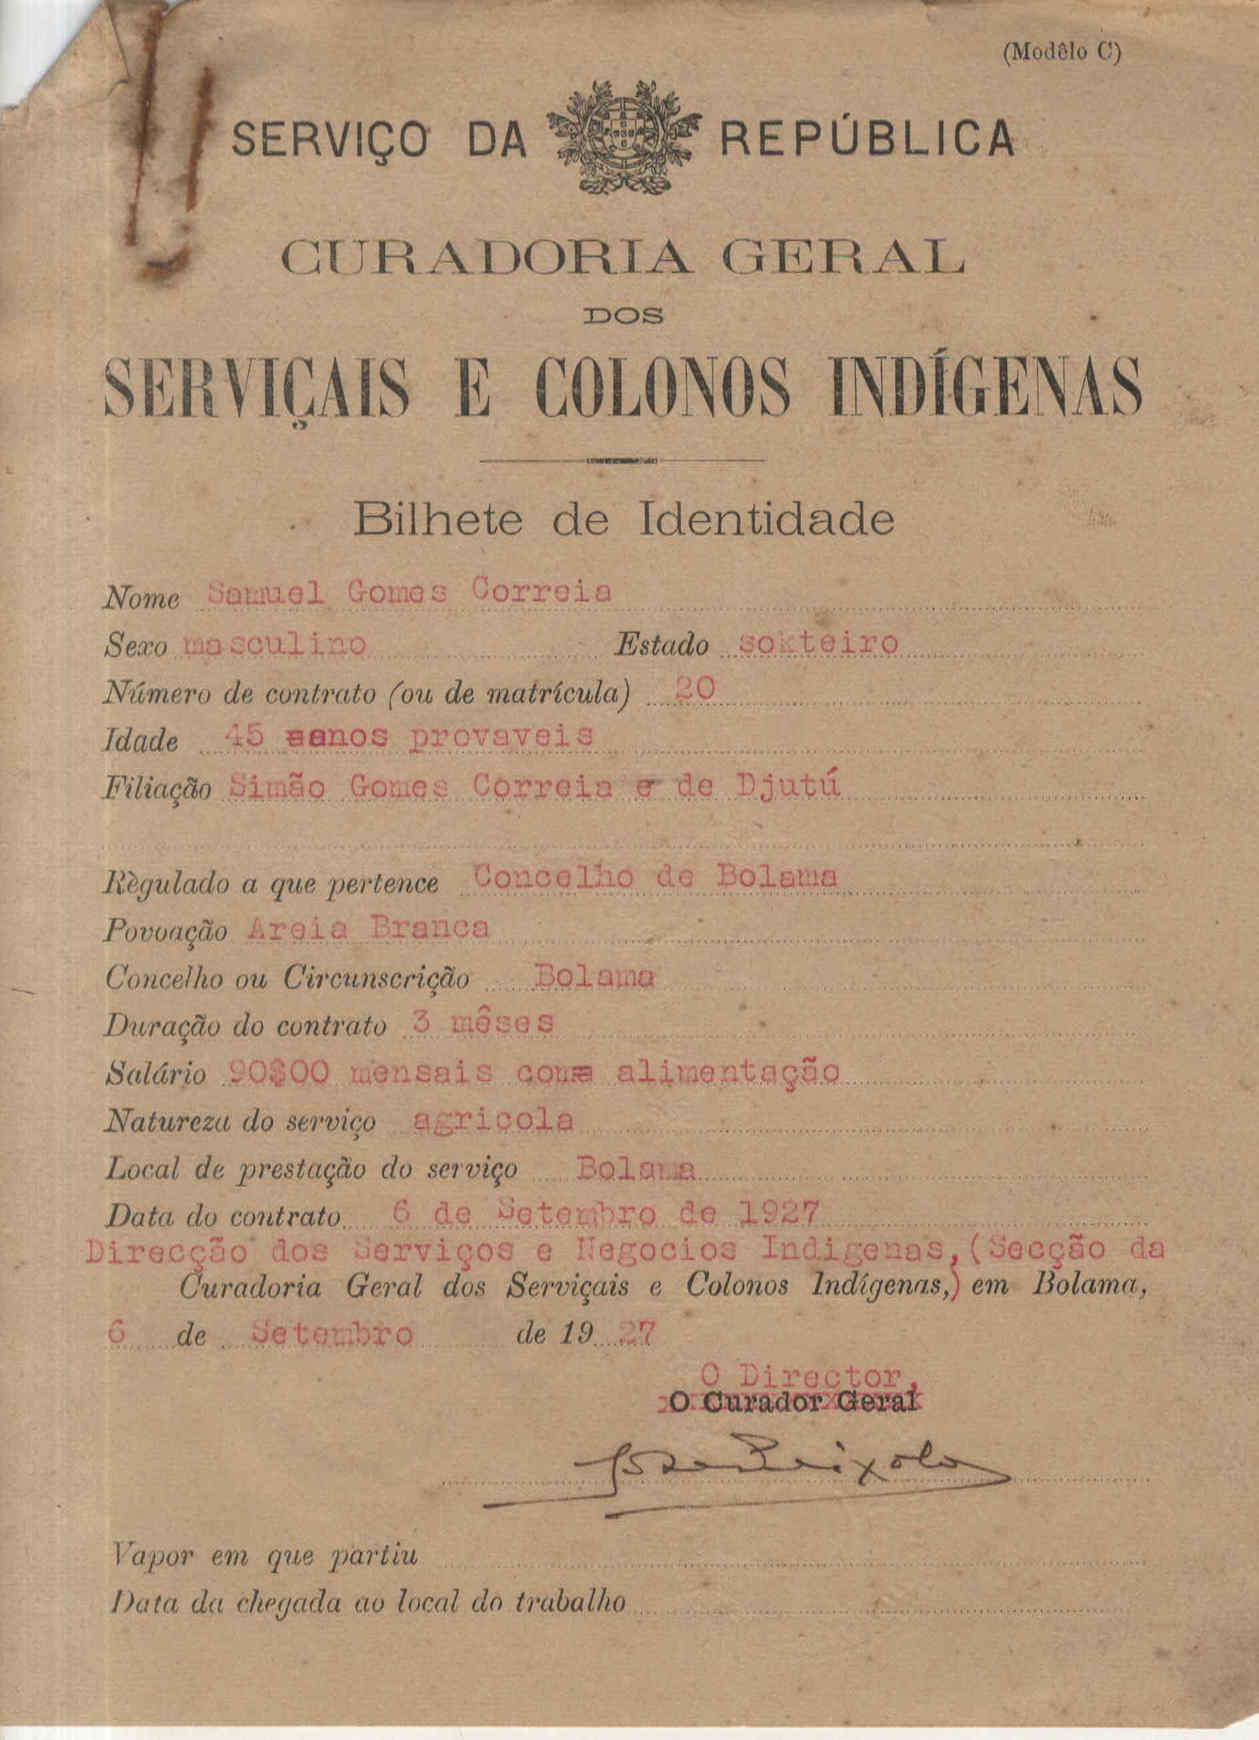 (Modêlo C)
SERVIÇO DA REPÚBLICA
CURADORIA GERAL
DOS
SERVIÇAIS E COLONOS INDÍGENAS
Bilhete de Identidade
Nome Samuel Gomes Correia
Sexo masculino Estado sokteiro
Número de contrato (ou de matrícula) 20
Idade 45 anos provaveis
Filiação Simão Gomes Correia e de Djutú
Règulado a que pertence Concelho de Bolama
Povoação Areia Branca
Concelho ou Circunscrição Bolama
Duração do contrato 3 mêses
Salário 90$00 mensais com alimentação
Natureza do serviço agricola
Local de prestação do serviço Bolama
Data do contrato 6 de Setembro de 1927
Direcção dos Serviços e Negocios Indigenas, (Secção da
Curadoria Geral dos Serviçais e Colonos Indígenas,) em Bolama,
6 de Setembro de 1927
O Director,
O Curador Geral
José Peixoto
Vapor em que partiu
Data da chegada ao local do trabalho